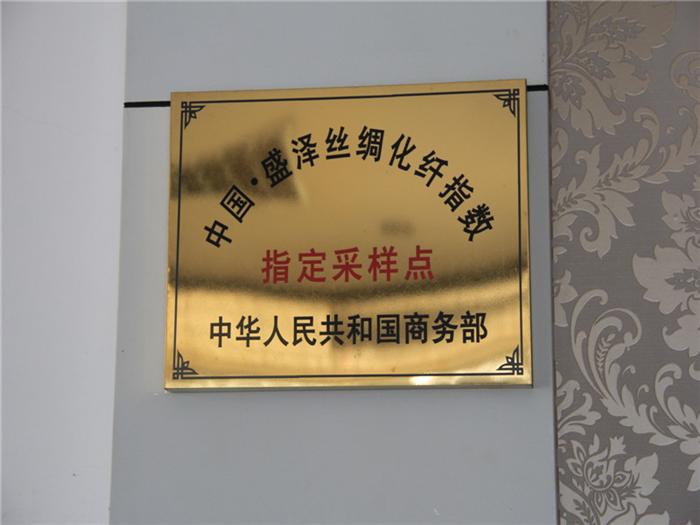 中国·盛泽丝绸化纤指数
指定采样点
中华人民共和国商务部